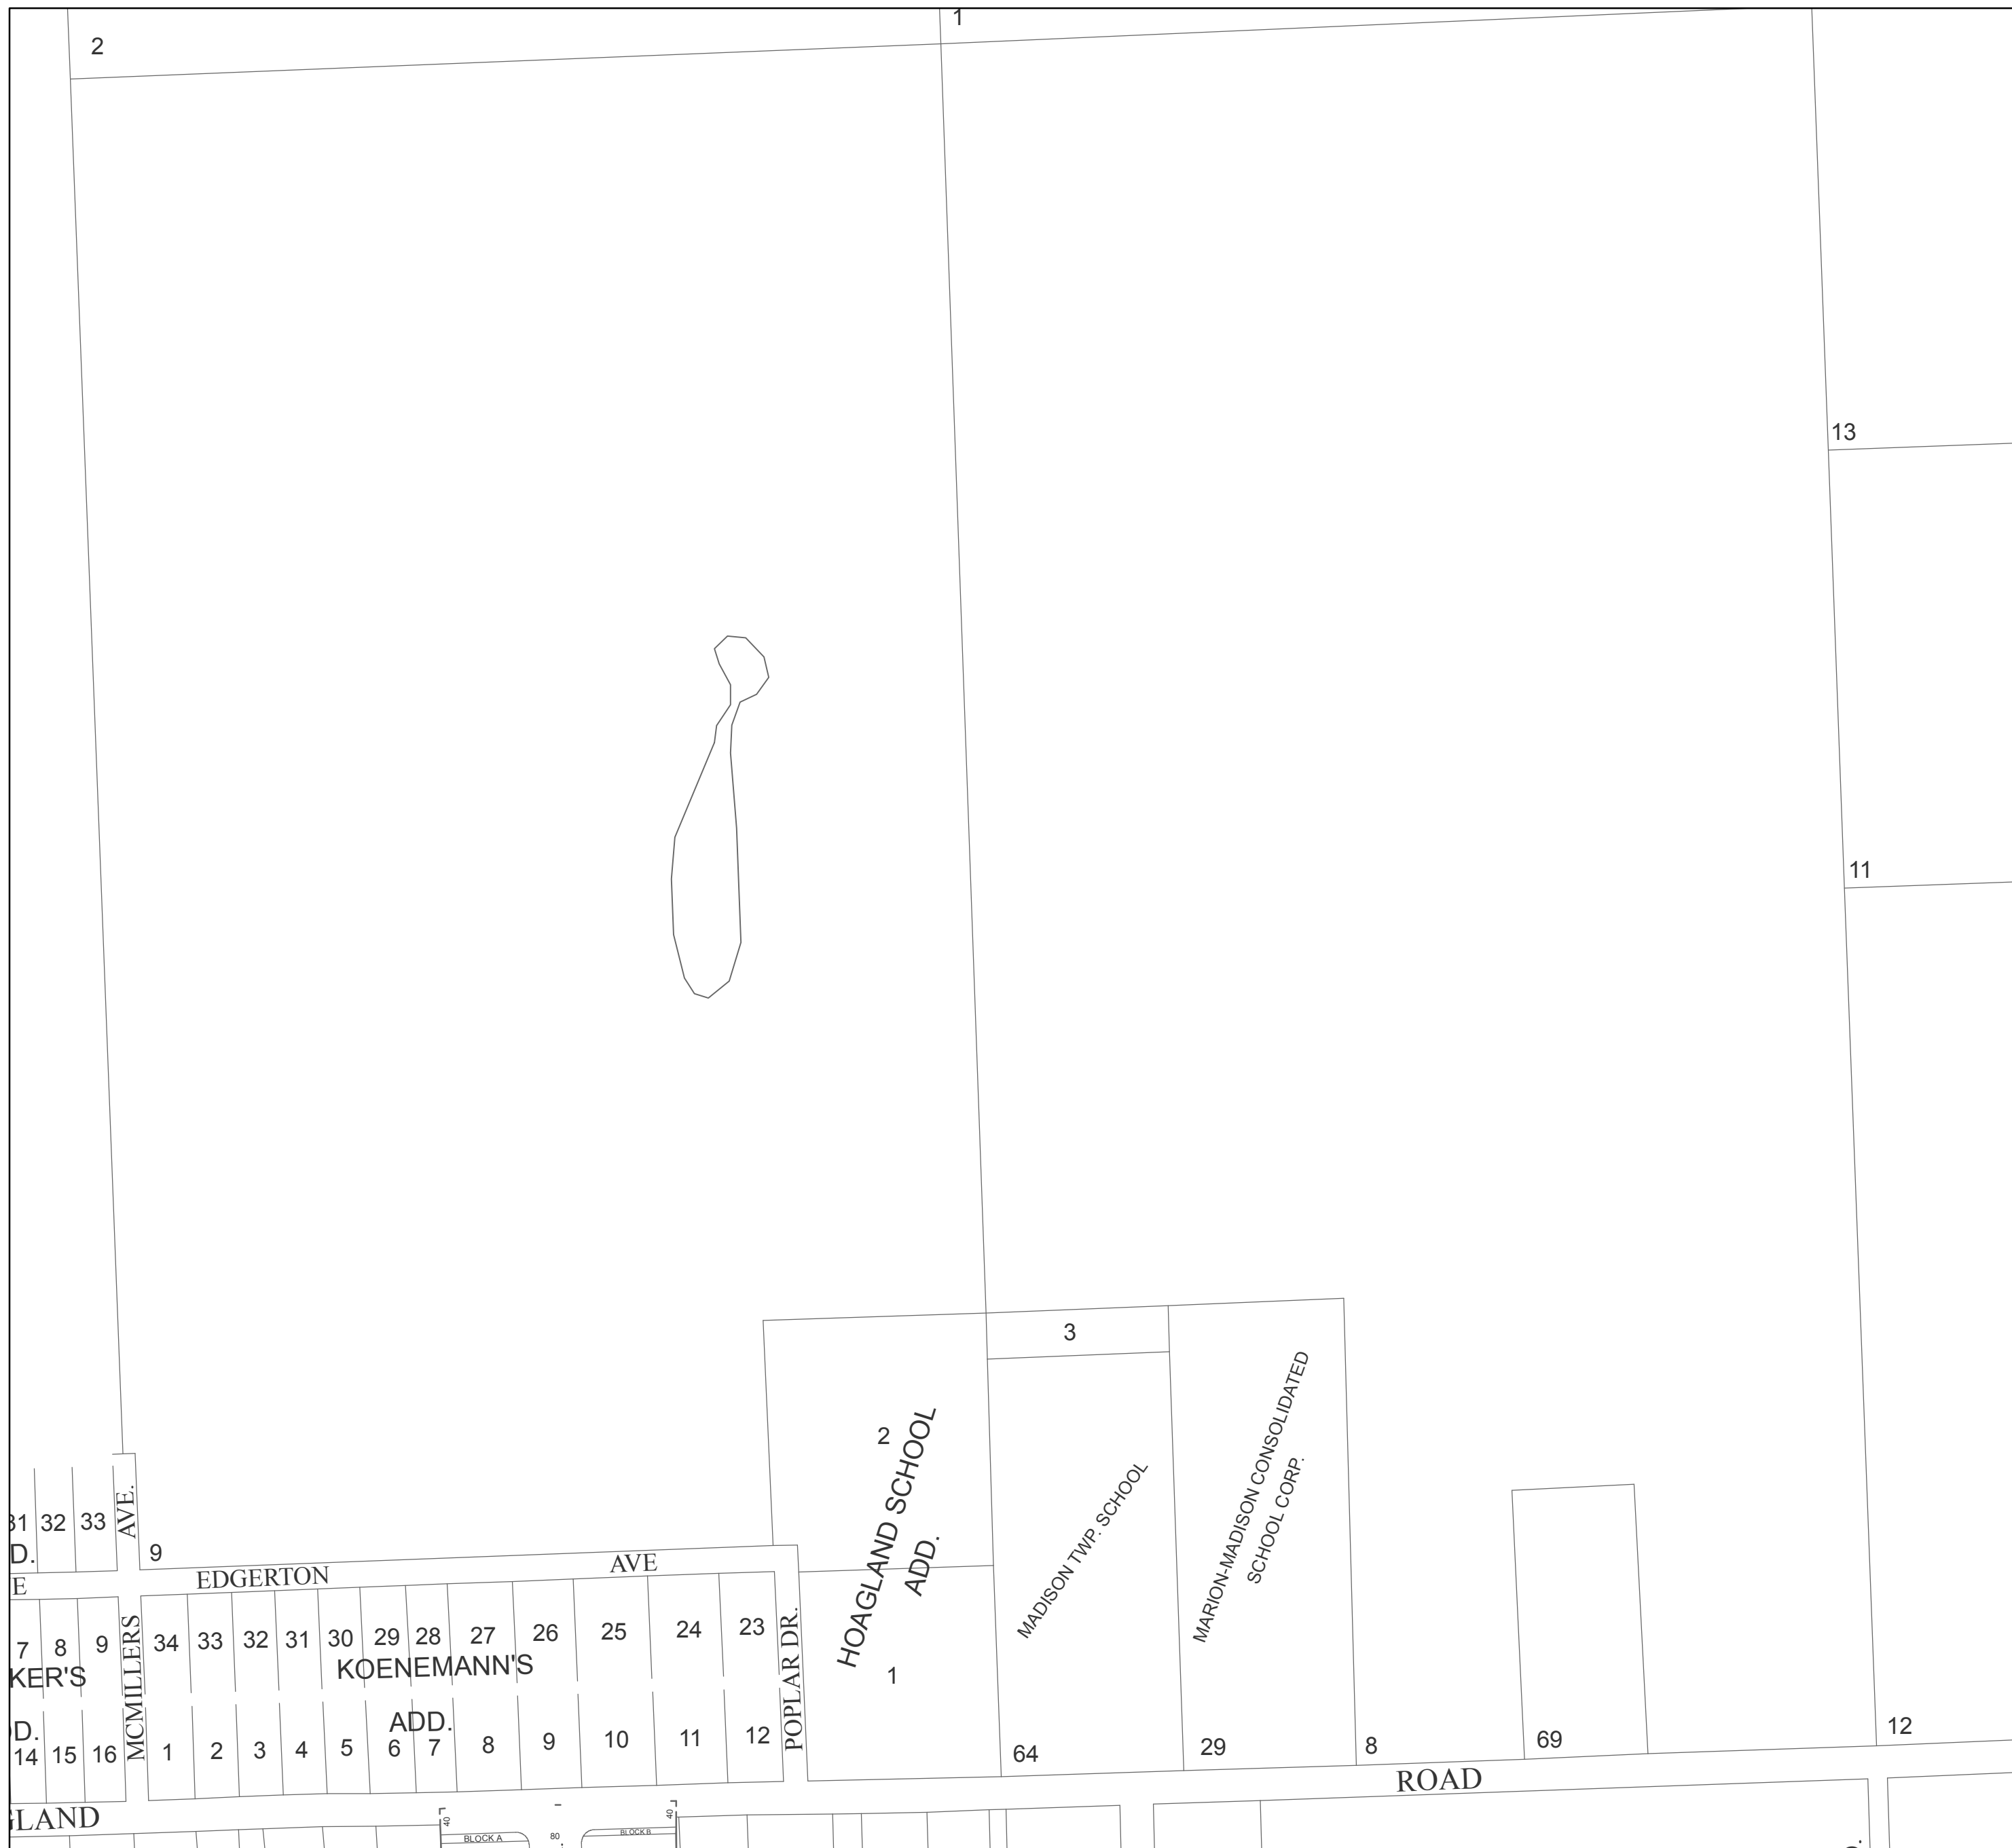 1
2
13
11
3
2
HOAGLAND SCHOOL
ADD.
1
MADISON TWP. SCHOOL
MARION-MADISON CONSOLIDATED
SCHOOL CORP.
32 33
AVE.
9
D.
E
EDGERTON AVE
7 8 9
MCMILLERS
34 33 32 31 30 29 28 27 26 25 24 23
POPLAR DR.
KER'S
KOENEMANN'S
D.
ADD.
14 15 16
1 2 3 4 5 6 7 8 9 10 11 12
64
29
8
69
12
ROAD
GLAND
40
80
40
BLOCK A
BLOCK B